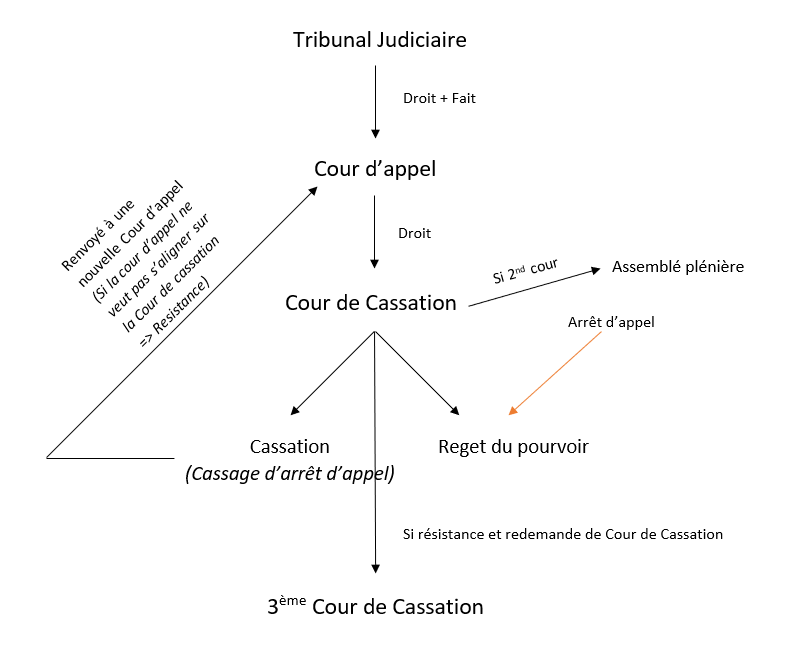 Tribunal Judiciaire
Droit + Fait
Cour d’appel
Renvoyé à une
nouvelle Cour d’appel
(Si la cour d’appel ne
veut pas s’aligner sur
la Cour de cassation
=> Resistance)
Droit
Si 2nd cour
Assemblé plénière
Cour de Cassation
Arrêt d’appel
Cassation
(Cassage d’arrêt d’appel)
Reget du pourvoir
Si résistance et redemande de Cour de Cassation
3ème Cour de Cassation